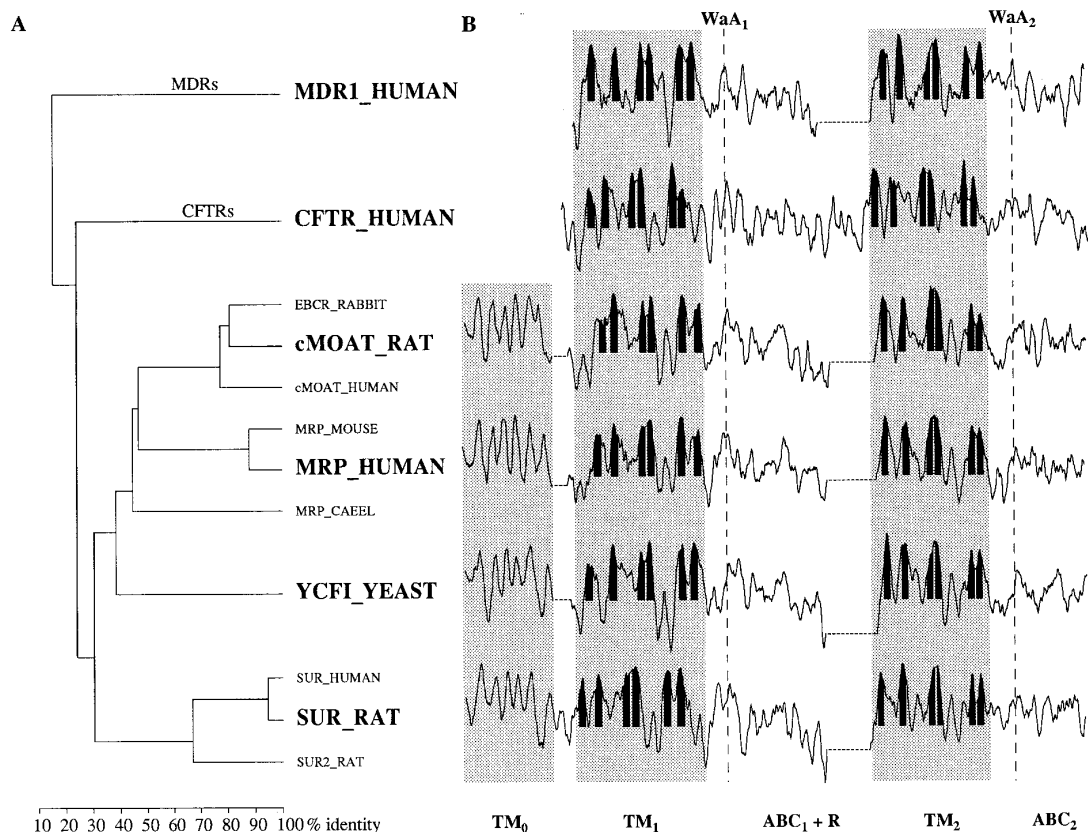 A
B
WaA1
WaA2
MDRs
MDR1_HUMAN
CFTRs
CFTR_HUMAN
EBCR_RABBIT
cMOAT_RAT
cMOAT_HUMAN
MRP_MOUSE
MRP_HUMAN
MRP_CAEEL
YCFI_YEAST
SUR_HUMAN
SUR_RAT
SUR2_RAT
10 20 30 40 50 60 70 80 90 100 % identity
TM0 TM1 ABC1 + R TM2 ABC2